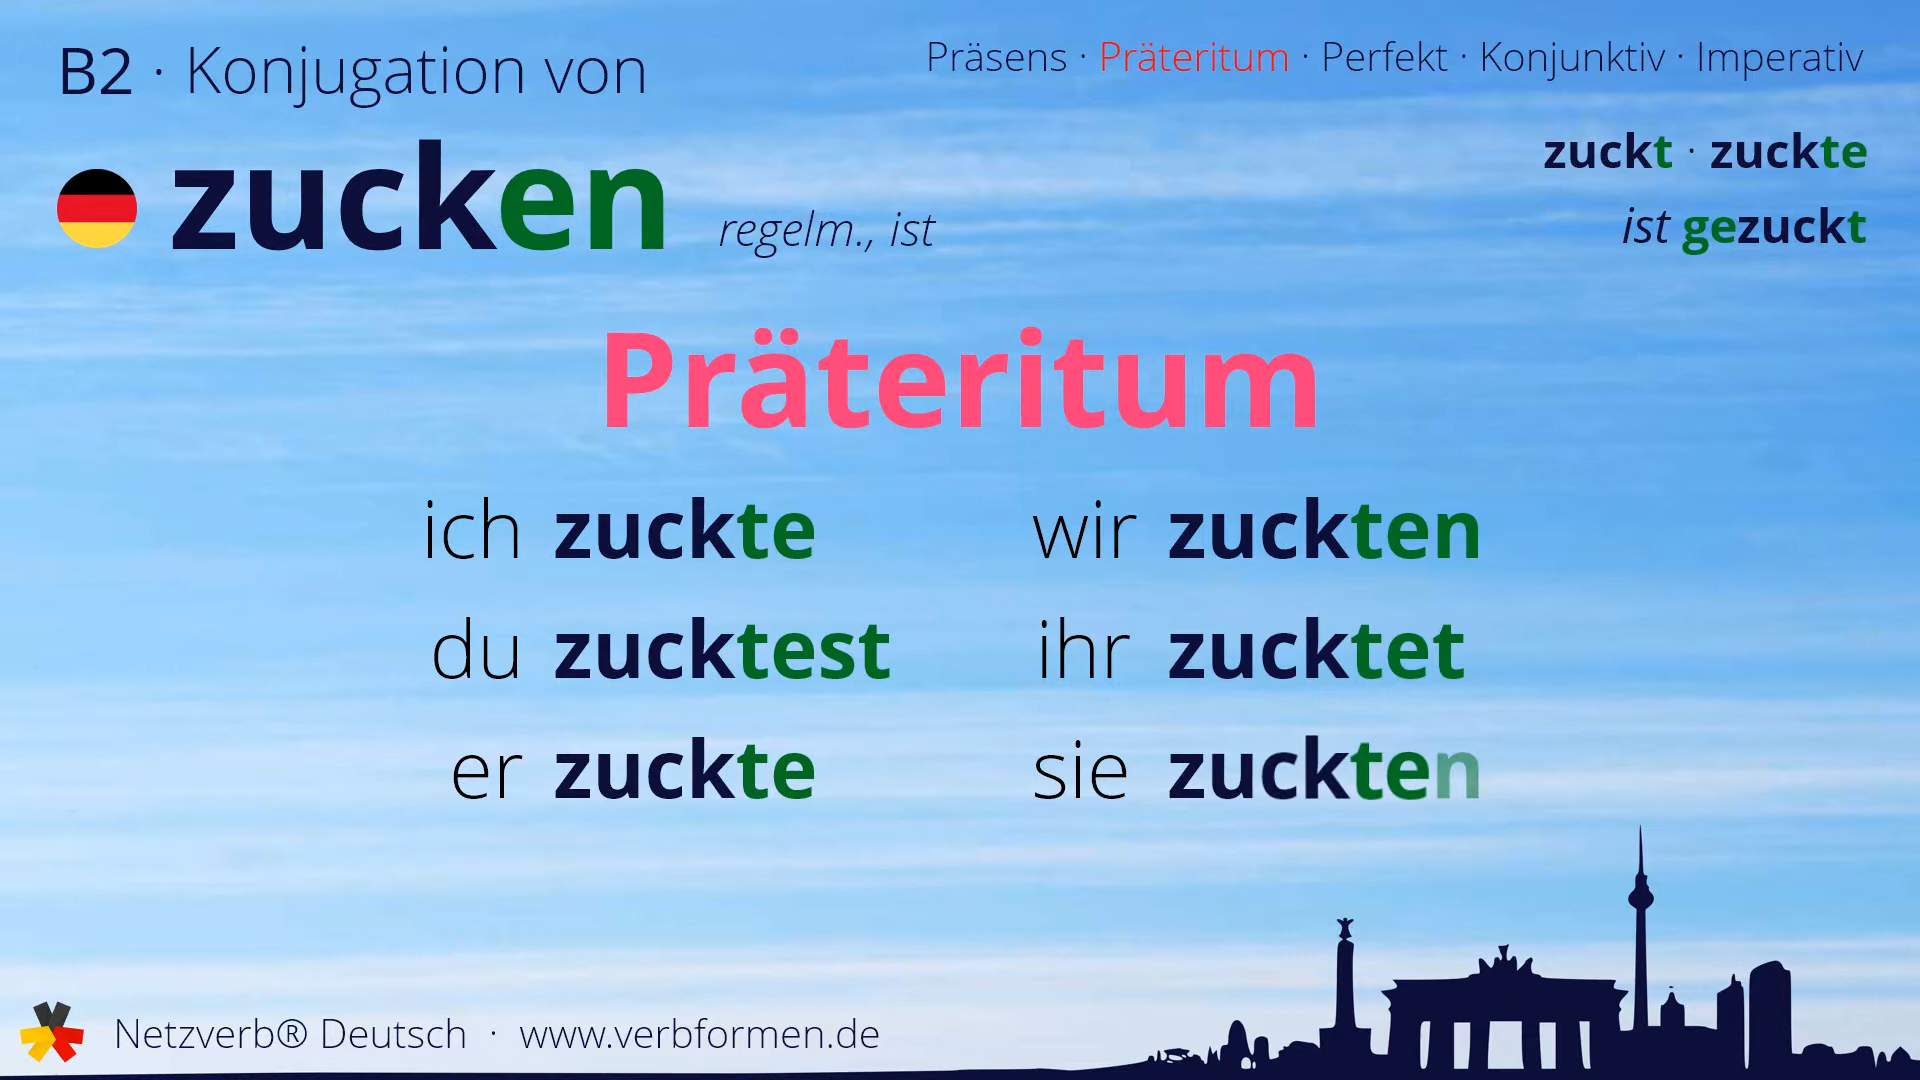 B2 · Konjugation von
Präsens · Präteritum · Perfekt · Konjunktiv · Imperativ
zucken regelm., ist
zuckt · zuckte
ist gezuckt
Präteritum
ich zuckte
du zucktest
er zuckte
wir zuckten
ihr zucktet
sie zuckten
Netzverb® Deutsch · www.verbformen.de